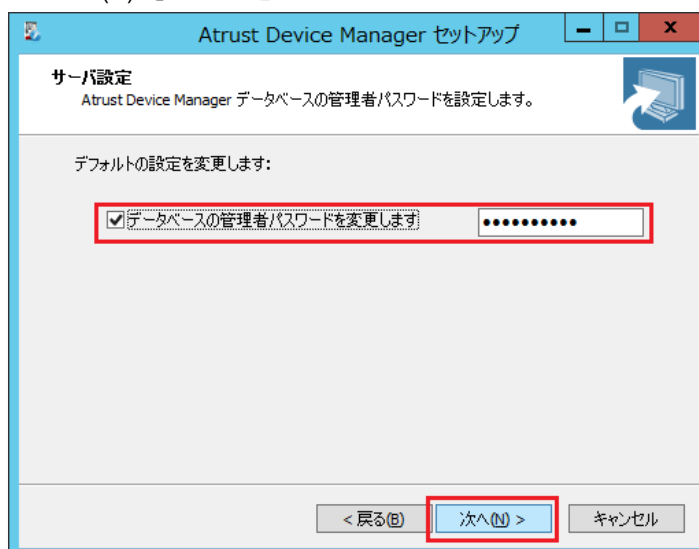 Atrust Device Manager セットアップ
サーバ設定
Atrust Device Manager データベースの管理者パスワードを設定します。
デフォルトの設定を変更します:
データベースの管理者パスワードを変更します ••••••••••
< 戻る(B) 次へ(N) > キャンセル